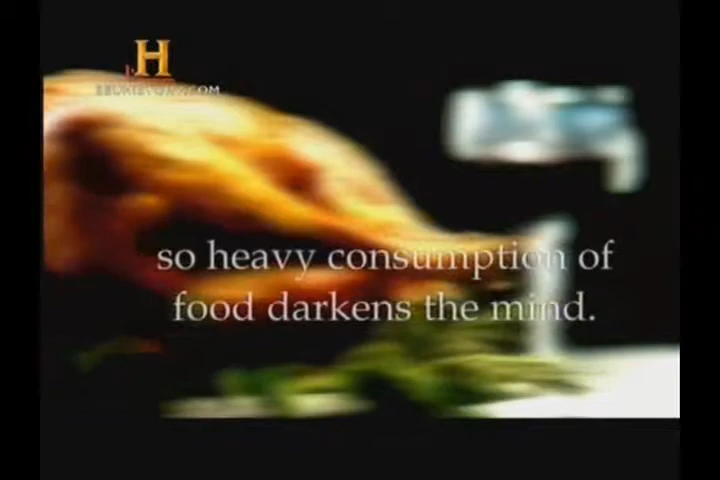 H
so heavy consumption of
food darkens the mind.